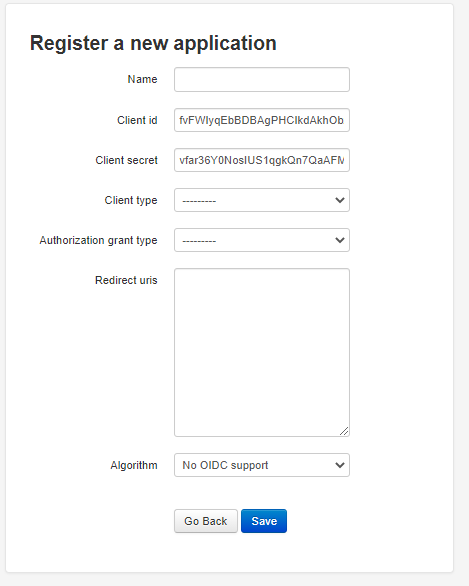 Register a new application
Name
Client id fvFWIyqEbBDBAgPHCIkdAkhOb
Client secret vfar36Y0NosIUS1qgkQn7QaAFM
Client type ---------
Authorization grant type ---------
Redirect uris
Algorithm No OIDC support
Go Back Save